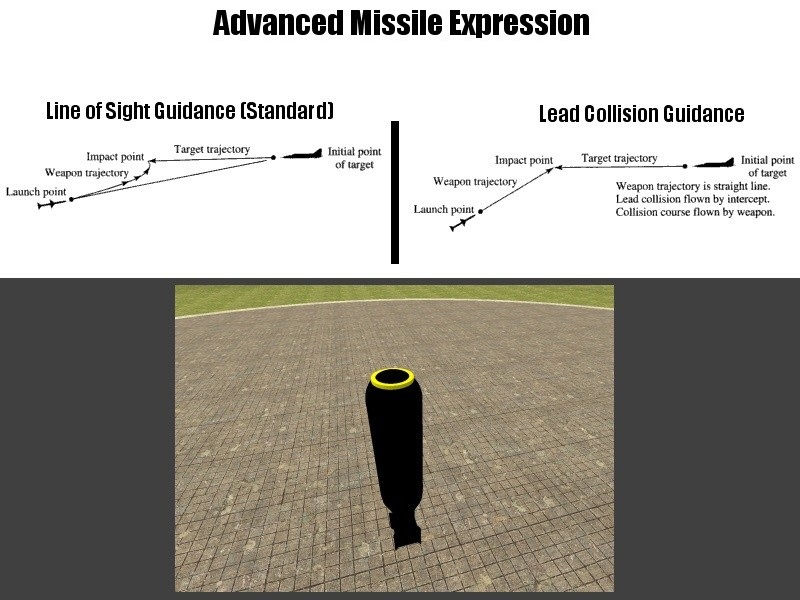 Advanced Missile Expression
Line of Sight Guidance (Standard)
Impact point
Target trajectory
Initial point
of target
Weapon trajectory
Launch point
Lead Collision Guidance
Impact point
Target trajectory
Initial point
of target
Weapon trajectory
Weapon trajectory is straight line.
Lead collision flown by intercept.
Collision course flown by weapon.
Launch point